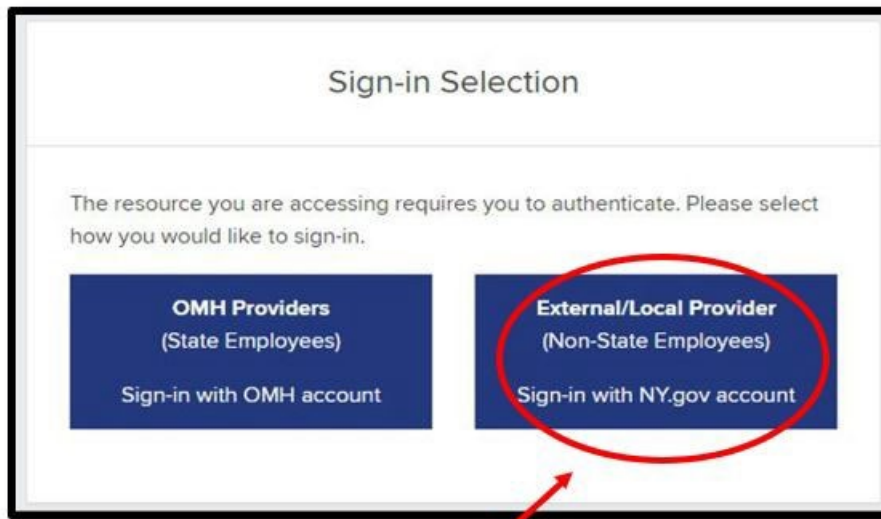 Sign-in Selection
The resource you are accessing requires you to authenticate. Please select
how you would like to sign-in.
OMH Providers
(State Employees)
Sign-in with OMH account
External/Local Provider
(Non-State Employees)
Sign-in with NY.gov account